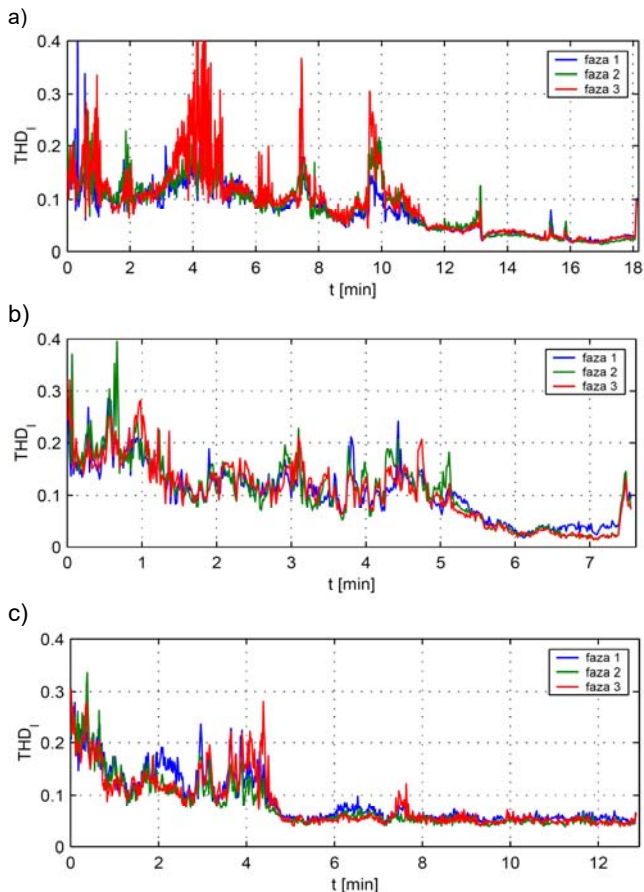 a)
0.4
0.3
0.2
0.1
0
THD_I
faza 1
faza 2
faza 3
0 2 4 6 8 10 12 14 16 18
t [min]
b)
0.4
0.3
0.2
0.1
0
THD_I
faza 1
faza 2
faza 3
0 1 2 3 4 5 6 7
t [min]
c)
0.4
0.3
0.2
0.1
0
THD_I
faza 1
faza 2
faza 3
0 2 4 6 8 10 12
t [min]